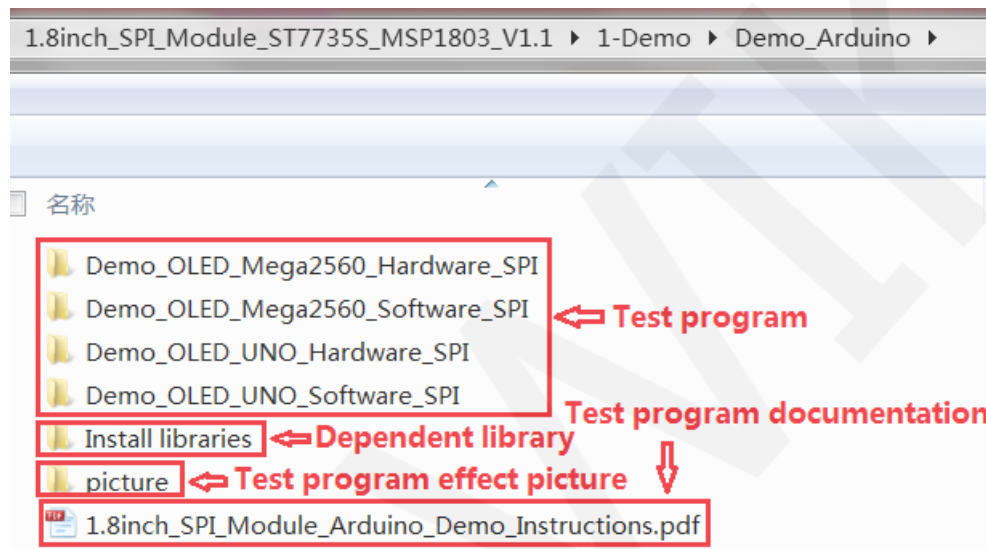 1.8inch_SPI_Module_ST7735S_MSP1803_V1.1 ▸ 1-Demo ▸ Demo_Arduino ▸
名称
Demo_OLED_Mega2560_Hardware_SPI
Demo_OLED_Mega2560_Software_SPI
Test program
Demo_OLED_UNO_Hardware_SPI
Demo_OLED_UNO_Software_SPI
Test program documentation
Install libraries
Dependent library
picture
Test program effect picture
1.8inch_SPI_Module_Arduino_Demo_Instructions.pdf